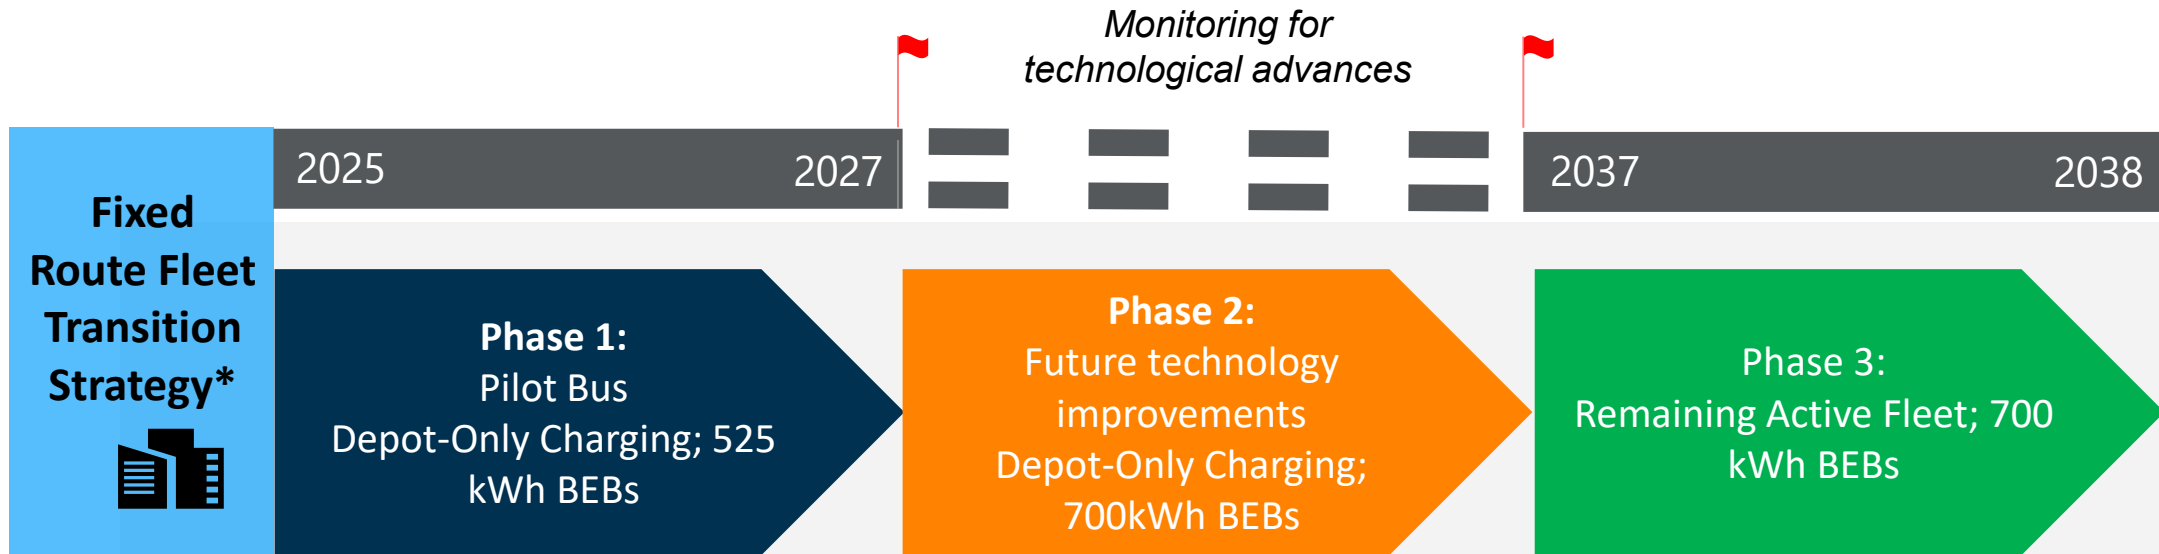 Monitoring for
technological advances
2025
2027
2037
2038
Fixed
Route Fleet
Transition
Strategy*
Phase 1:
Pilot Bus
Depot-Only Charging; 525
kWh BEBs
Phase 2:
Future technology
improvements
Depot-Only Charging;
700kWh BEBs
Phase 3:
Remaining Active Fleet; 700
kWh BEBs